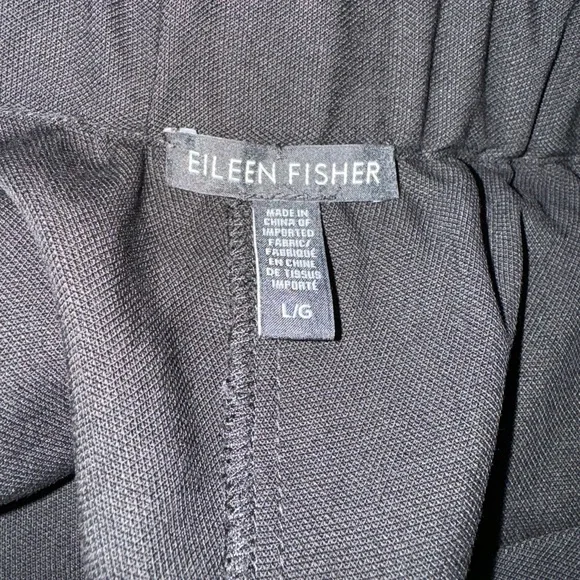 EILEEN FISHER
MADE IN
CHINA OF
IMPORTED
FABRIC/
FABRIQUÉ
EN CHINE
DE TISSUS
IMPORTÉ
L/G